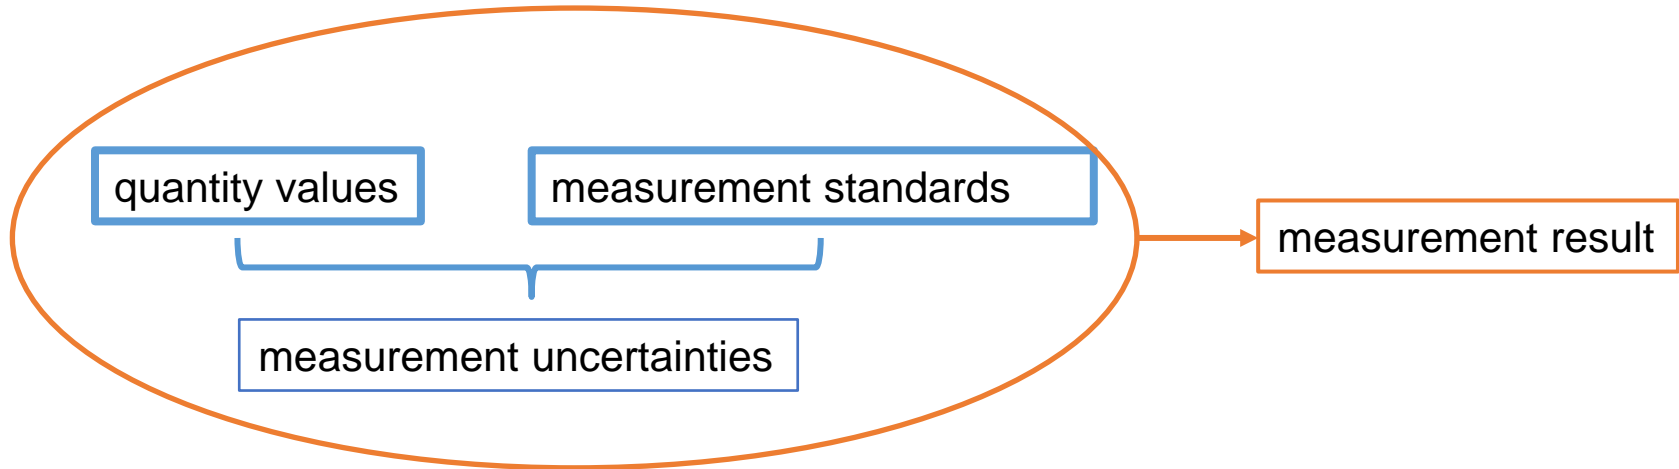 quantity values
measurement standards
measurement result
measurement uncertainties